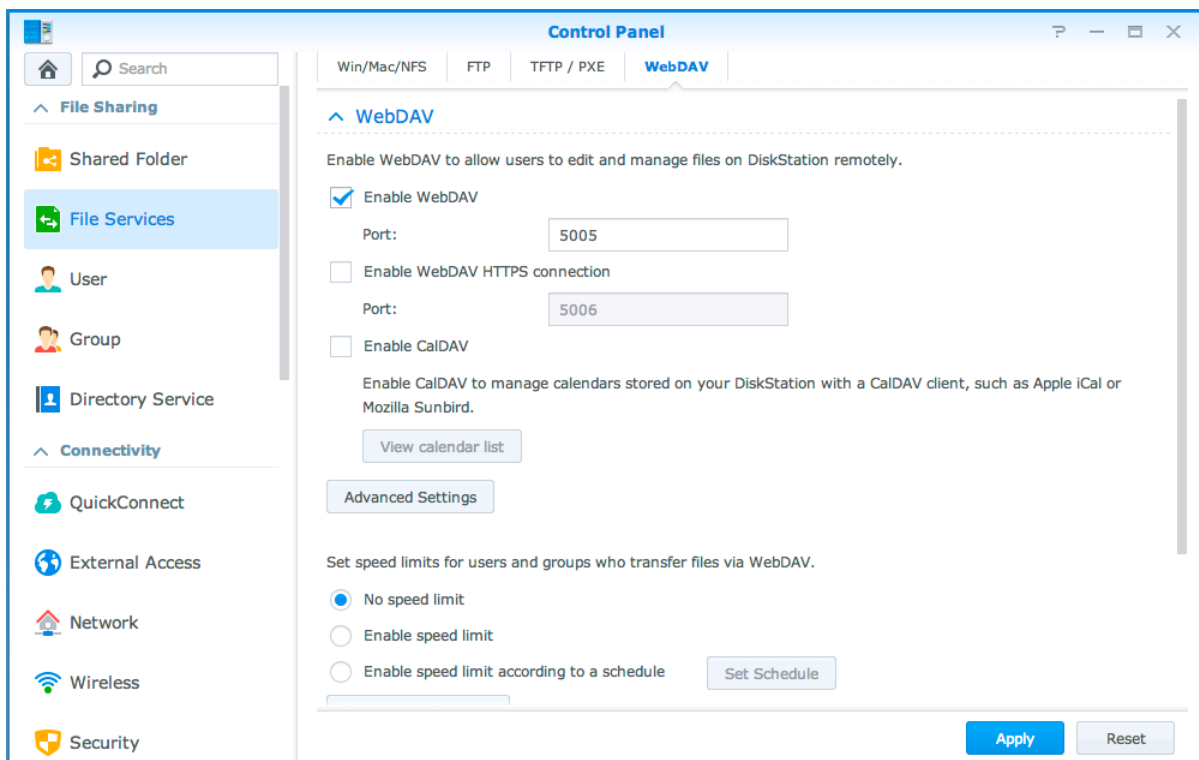 Control Panel
Search
File Sharing
Shared Folder
File Services
User
Group
Directory Service
Connectivity
QuickConnect
External Access
Network
Wireless
Security
Win/Mac/NFS FTP TFTP / PXE WebDAV
WebDAV
Enable WebDAV to allow users to edit and manage files on DiskStation remotely.
Enable WebDAV
Port: 5005
Enable WebDAV HTTPS connection
Port: 5006
Enable CalDAV
Enable CalDAV to manage calendars stored on your DiskStation with a CalDAV client, such as Apple iCal or
Mozilla Sunbird.
View calendar list
Advanced Settings
Set speed limits for users and groups who transfer files via WebDAV.
No speed limit
Enable speed limit
Enable speed limit according to a schedule Set Schedule
Apply Reset